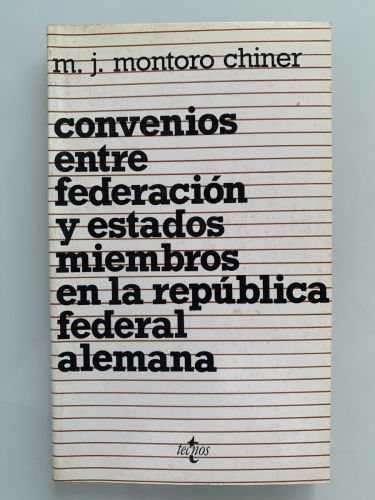 m. j. montoro chiner
convenios
entre
federación
y estados
miembros
en la república
federal
alemana
tecnos